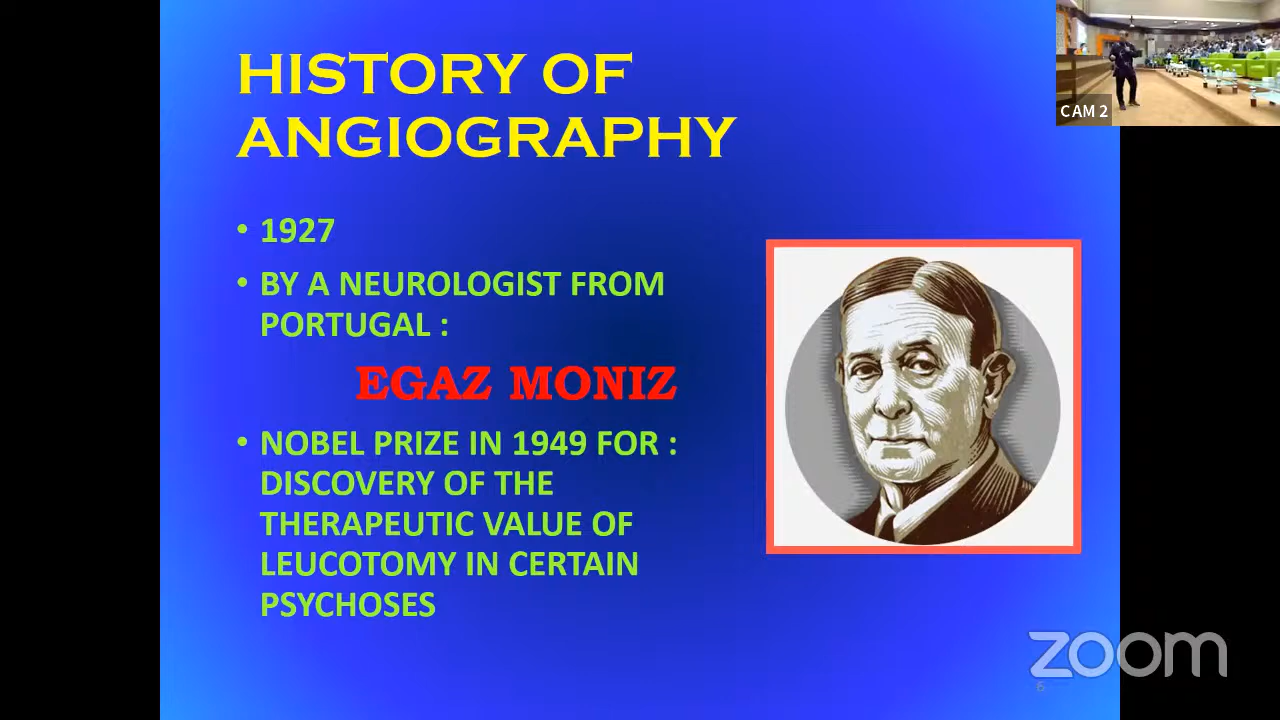 HISTORY OF
ANGIOGRAPHY
CAM 2
• 1927
• BY A NEUROLOGIST FROM
PORTUGAL :
EGAZ MONIZ
• NOBEL PRIZE IN 1949 FOR :
DISCOVERY OF THE
THERAPEUTIC VALUE OF
LEUCOTOMY IN CERTAIN
PSYCHOSES
zoom
6